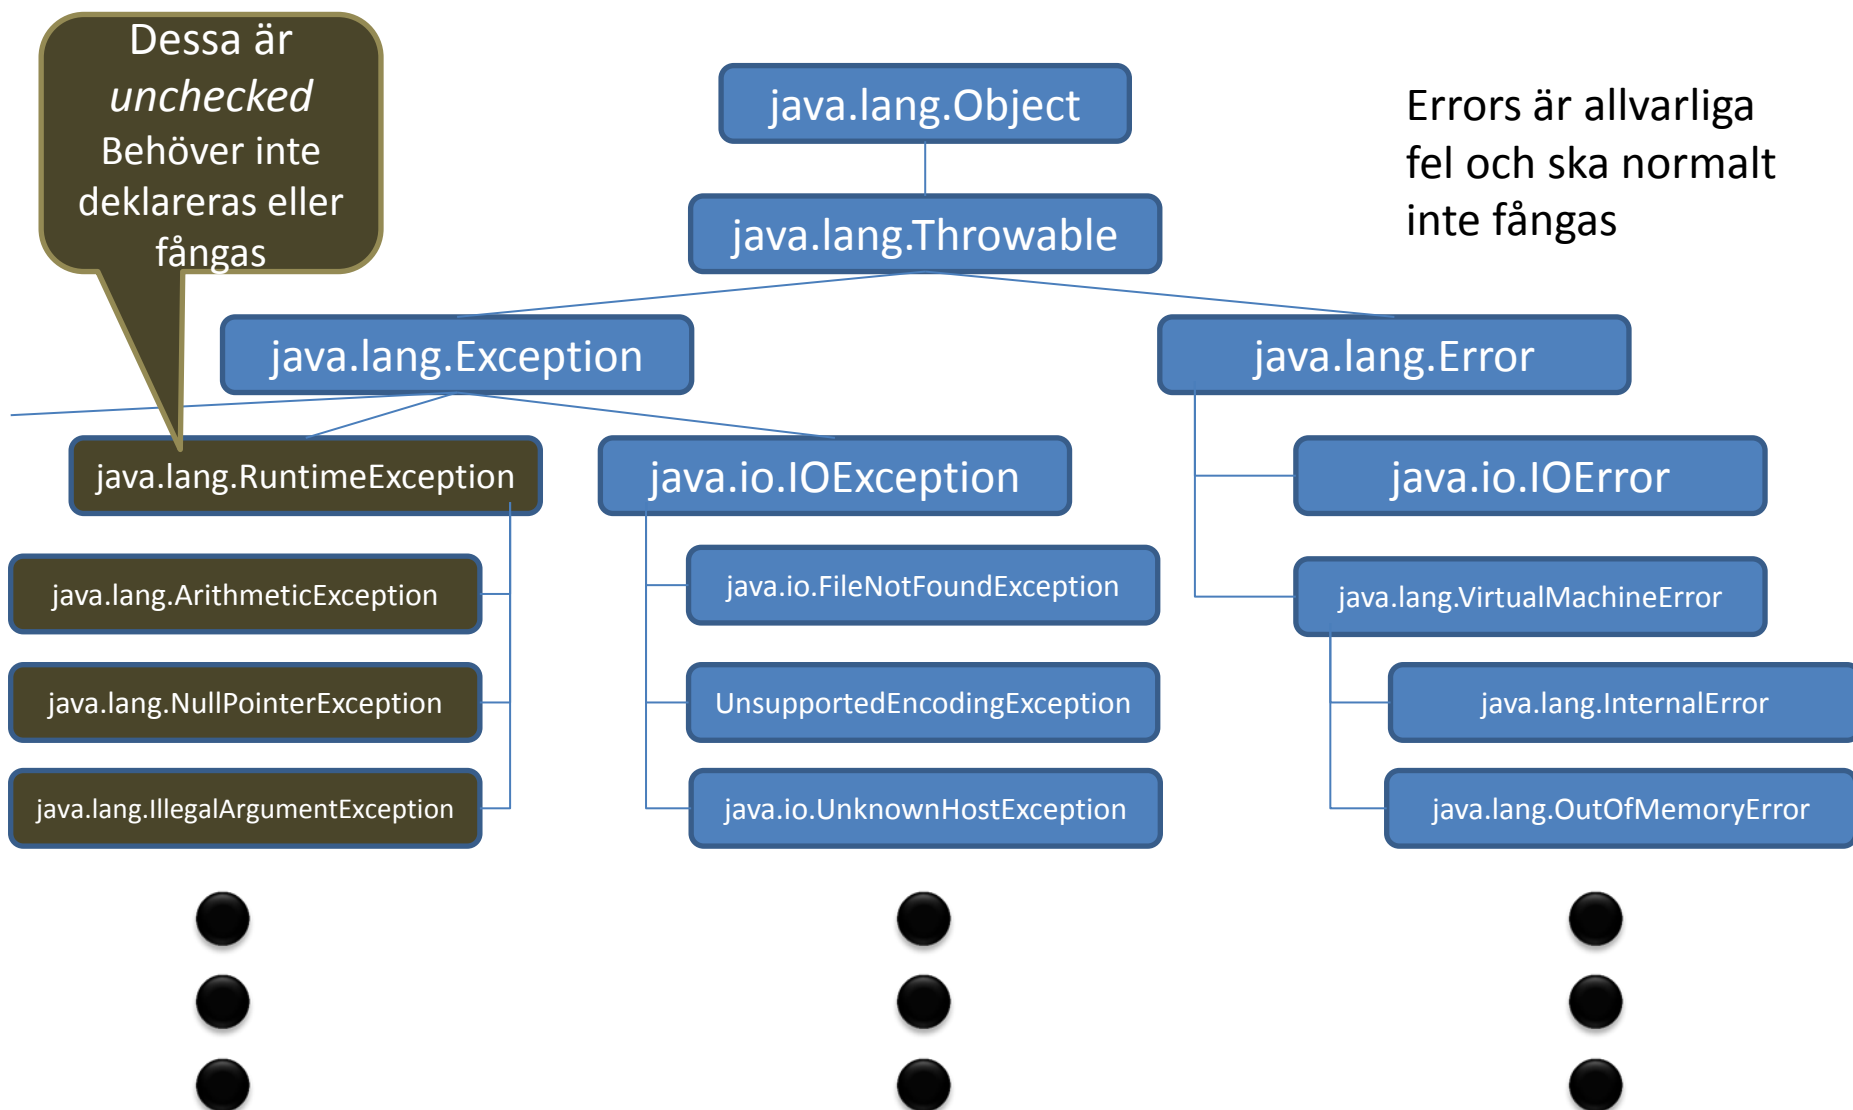 Dessa är
unchecked
Behöver inte
deklareras eller
fångas
java.lang.Object
Errors är allvarliga
fel och ska normalt
inte fångas
java.lang.Throwable
java.lang.Exception
java.lang.Error
java.lang.RuntimeException
java.io.IOException
java.io.IOError
java.lang.ArithmeticException
java.io.FileNotFoundException
java.lang.VirtualMachineError
java.lang.NullPointerException
UnsupportedEncodingException
java.lang.InternalError
java.lang.IllegalArgumentException
java.io.UnknownHostException
java.lang.OutOfMemoryError